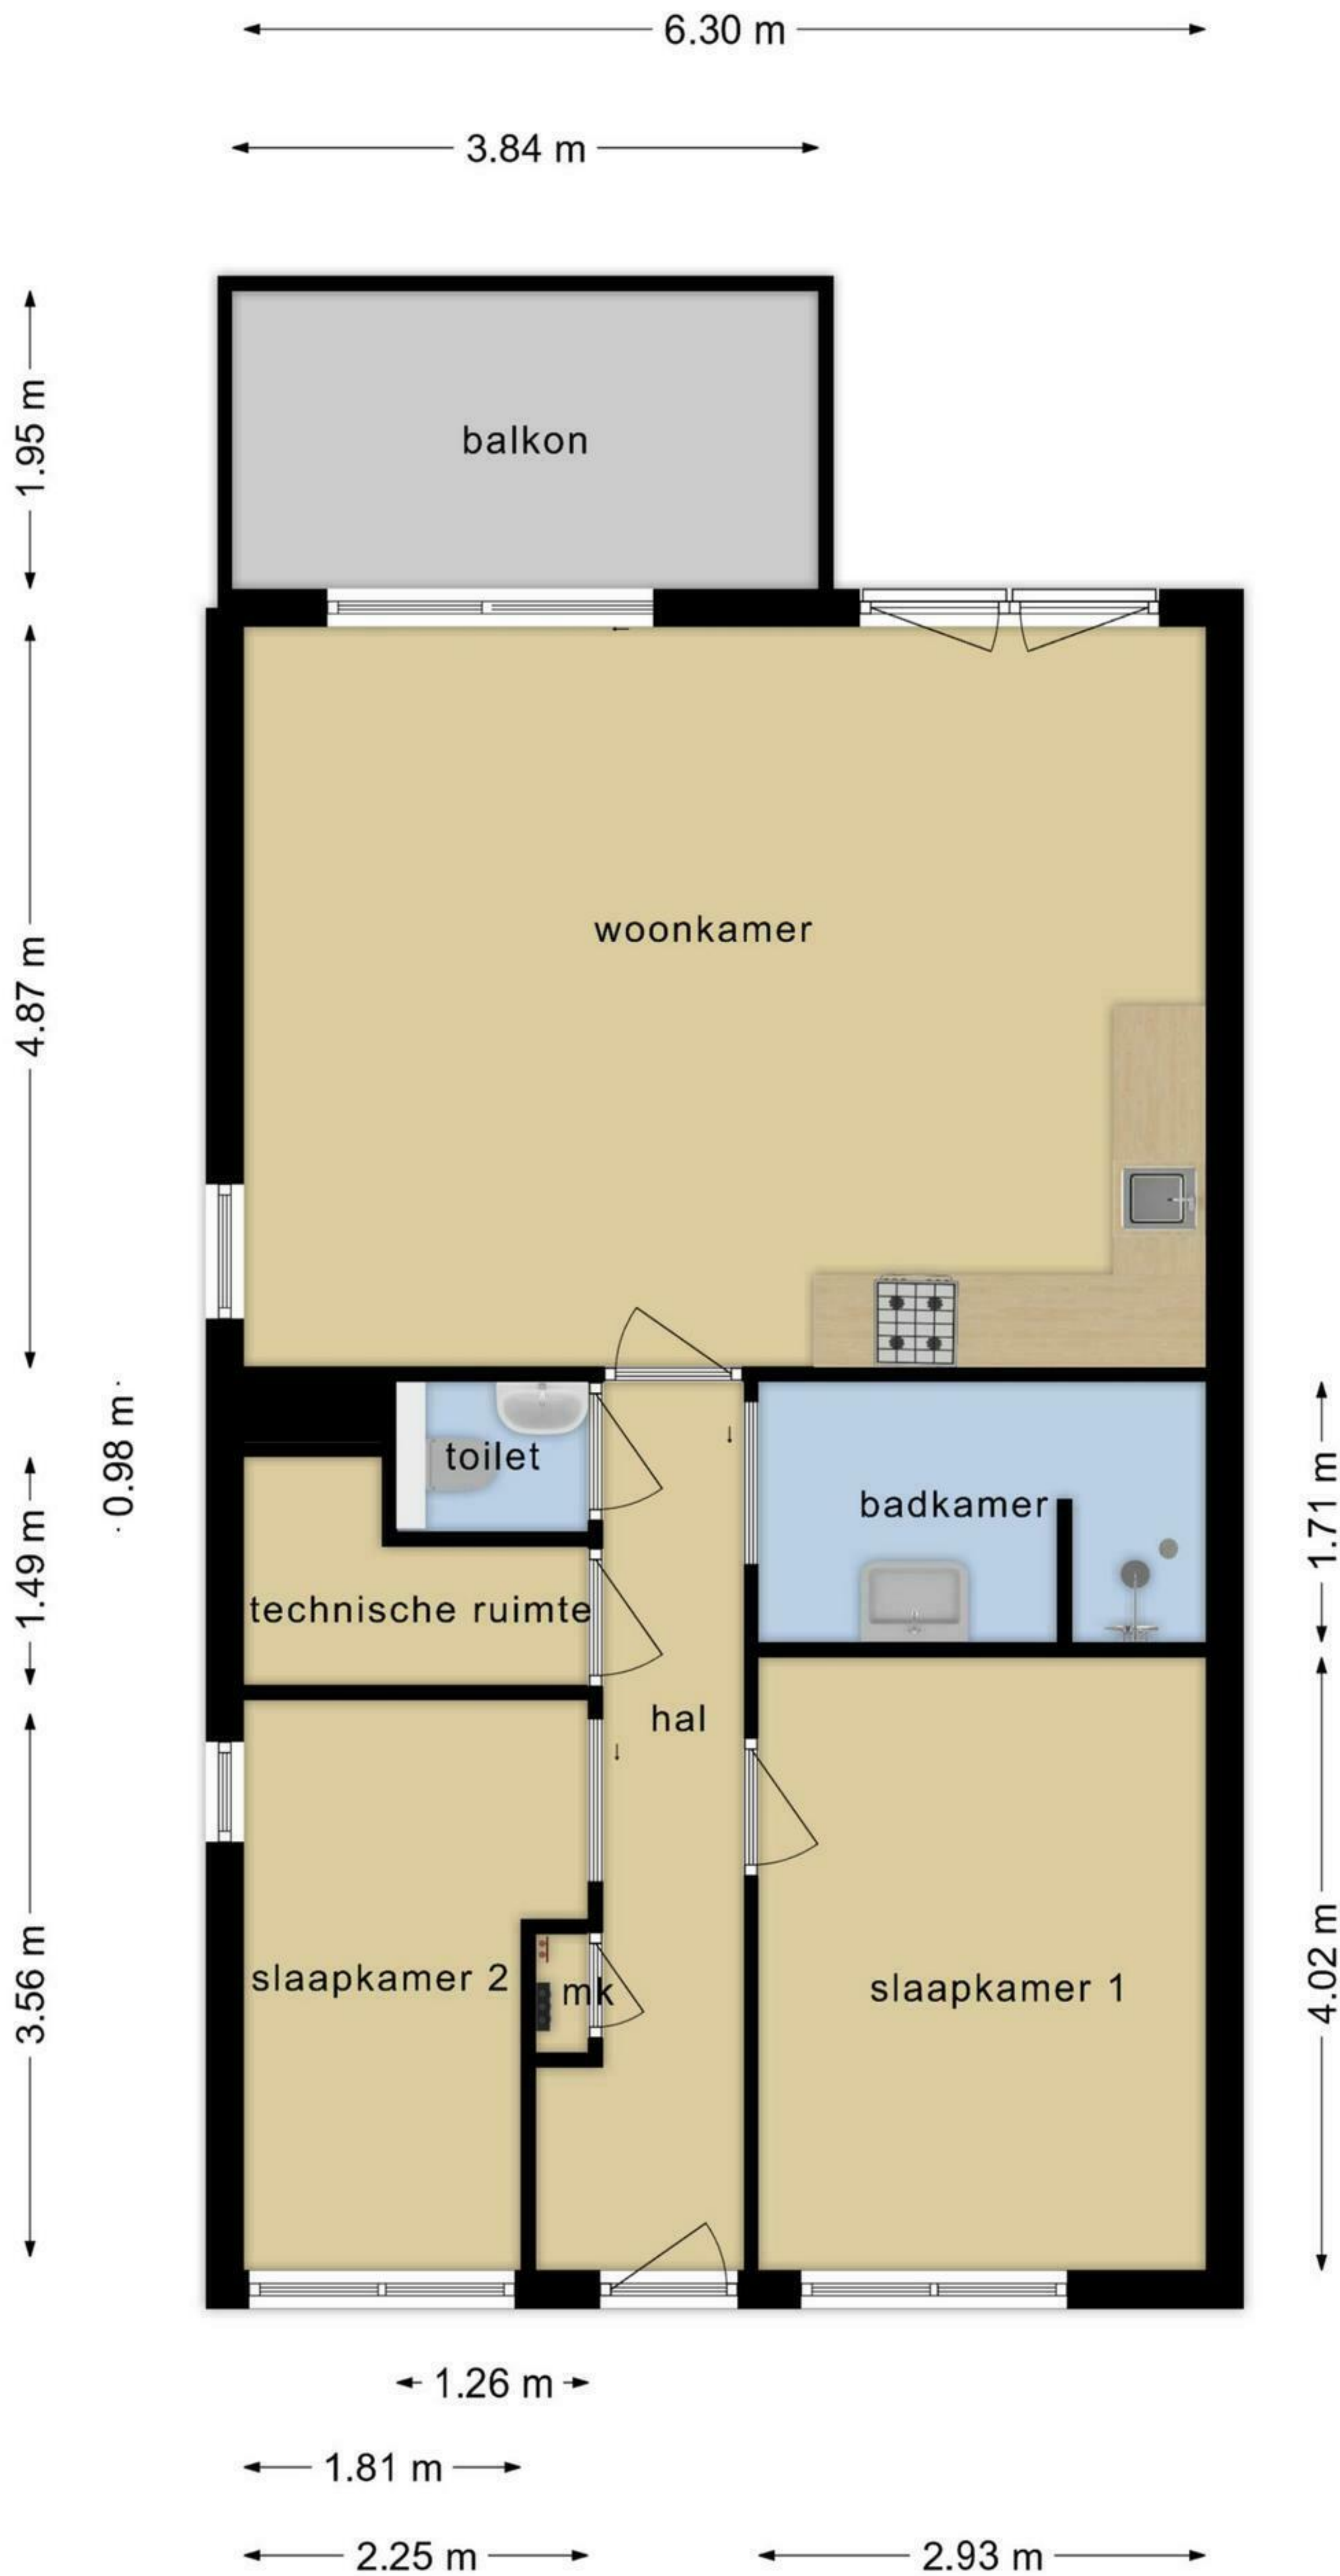 6.30 m
3.84 m
1.95 m
balkon
4.87 m
woonkamer
0.98 m
toilet
1.49 m
badkamer
1.71 m
technische ruimte
hal
3.56 m
slaapkamer 2
mk
slaapkamer 1
4.02 m
1.26 m
1.81 m
2.25 m
2.93 m